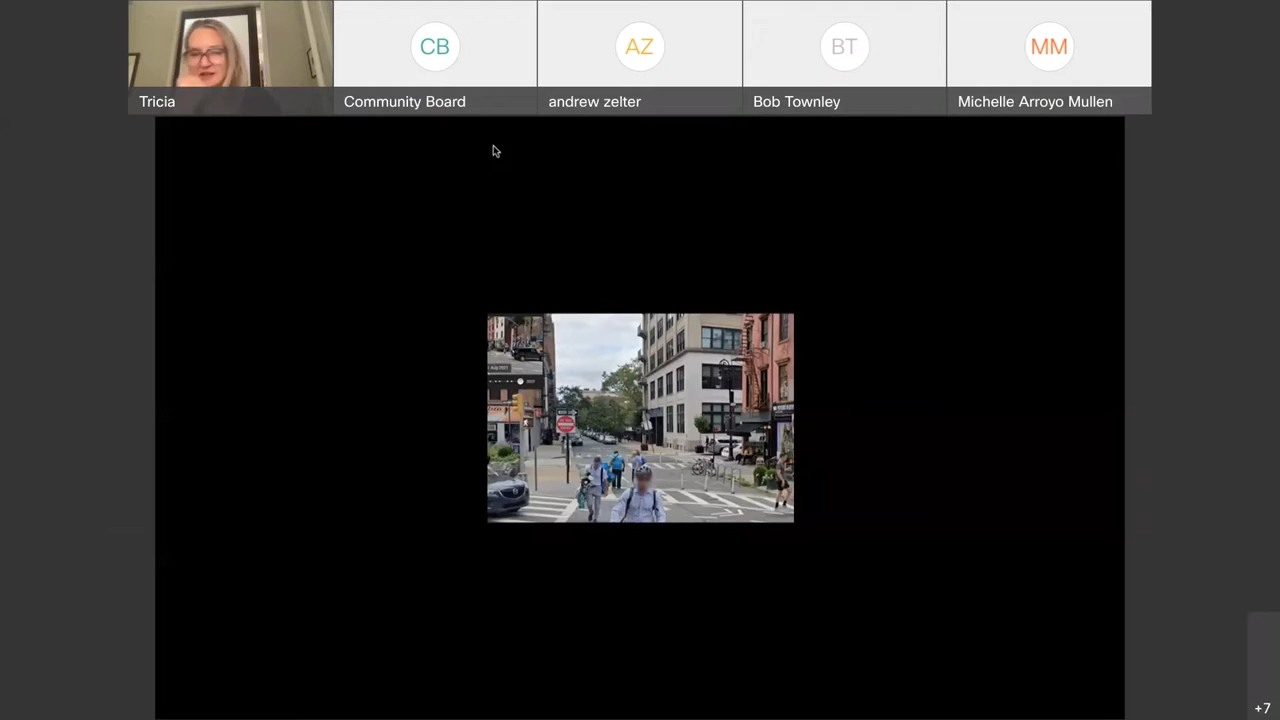 CB
AZ
BT
MM
Tricia
Community Board
andrew zelter
Bob Townley
Michelle Arroyo Mullen
+7